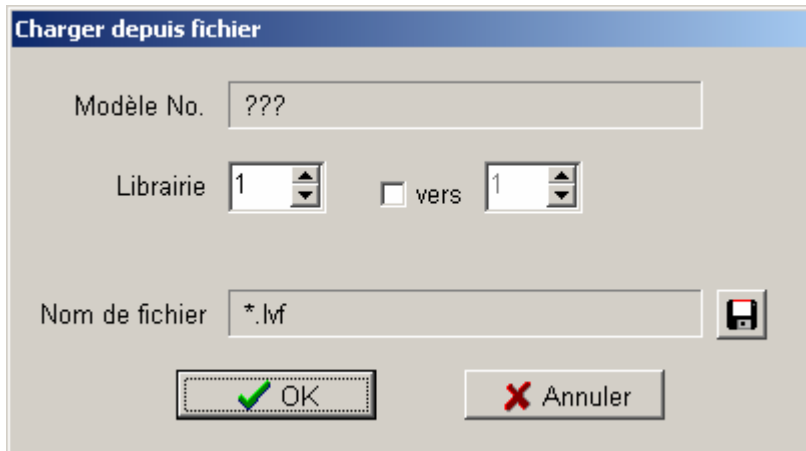 Charger depuis fichier
Modèle No. ???
Librairie 1 vers 1
Nom de fichier *.lvf
OK Annuler